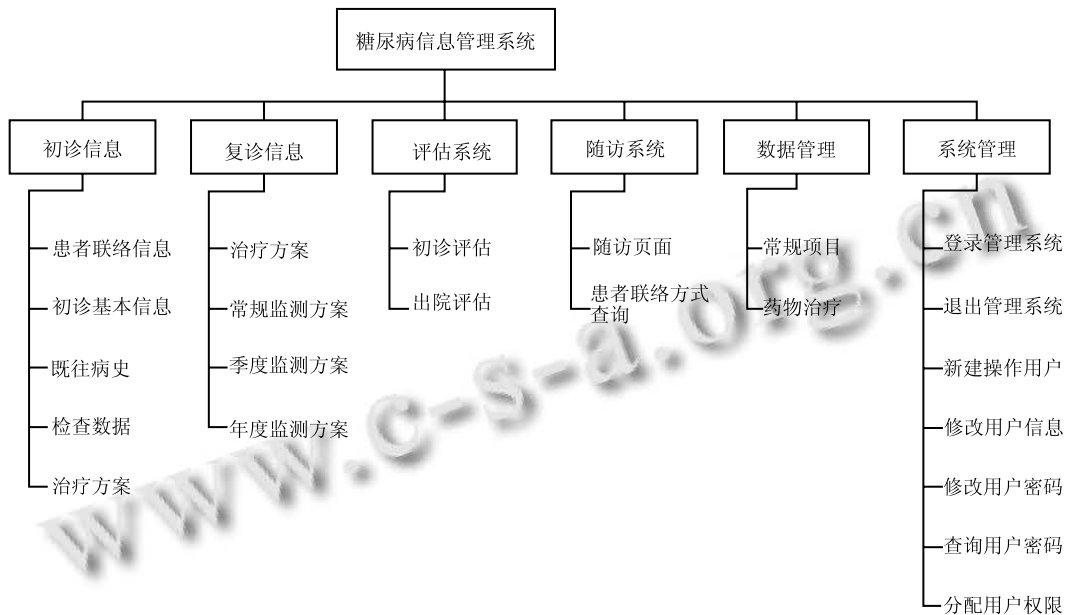 糖尿病信息管理系统
初诊信息
复诊信息
评估系统
随访系统
数据管理
系统管理
患者联络信息
初诊基本信息
既往病史
检查数据
治疗方案
治疗方案
常规监测方案
季度监测方案
年度监测方案
初诊评估
出院评估
随访页面
患者联络方式
查询
常规项目
药物治疗
登录管理系统
退出管理系统
新建操作用户
修改用户信息
修改用户密码
查询用户密码
分配用户权限
www.c-s-a.org.cn